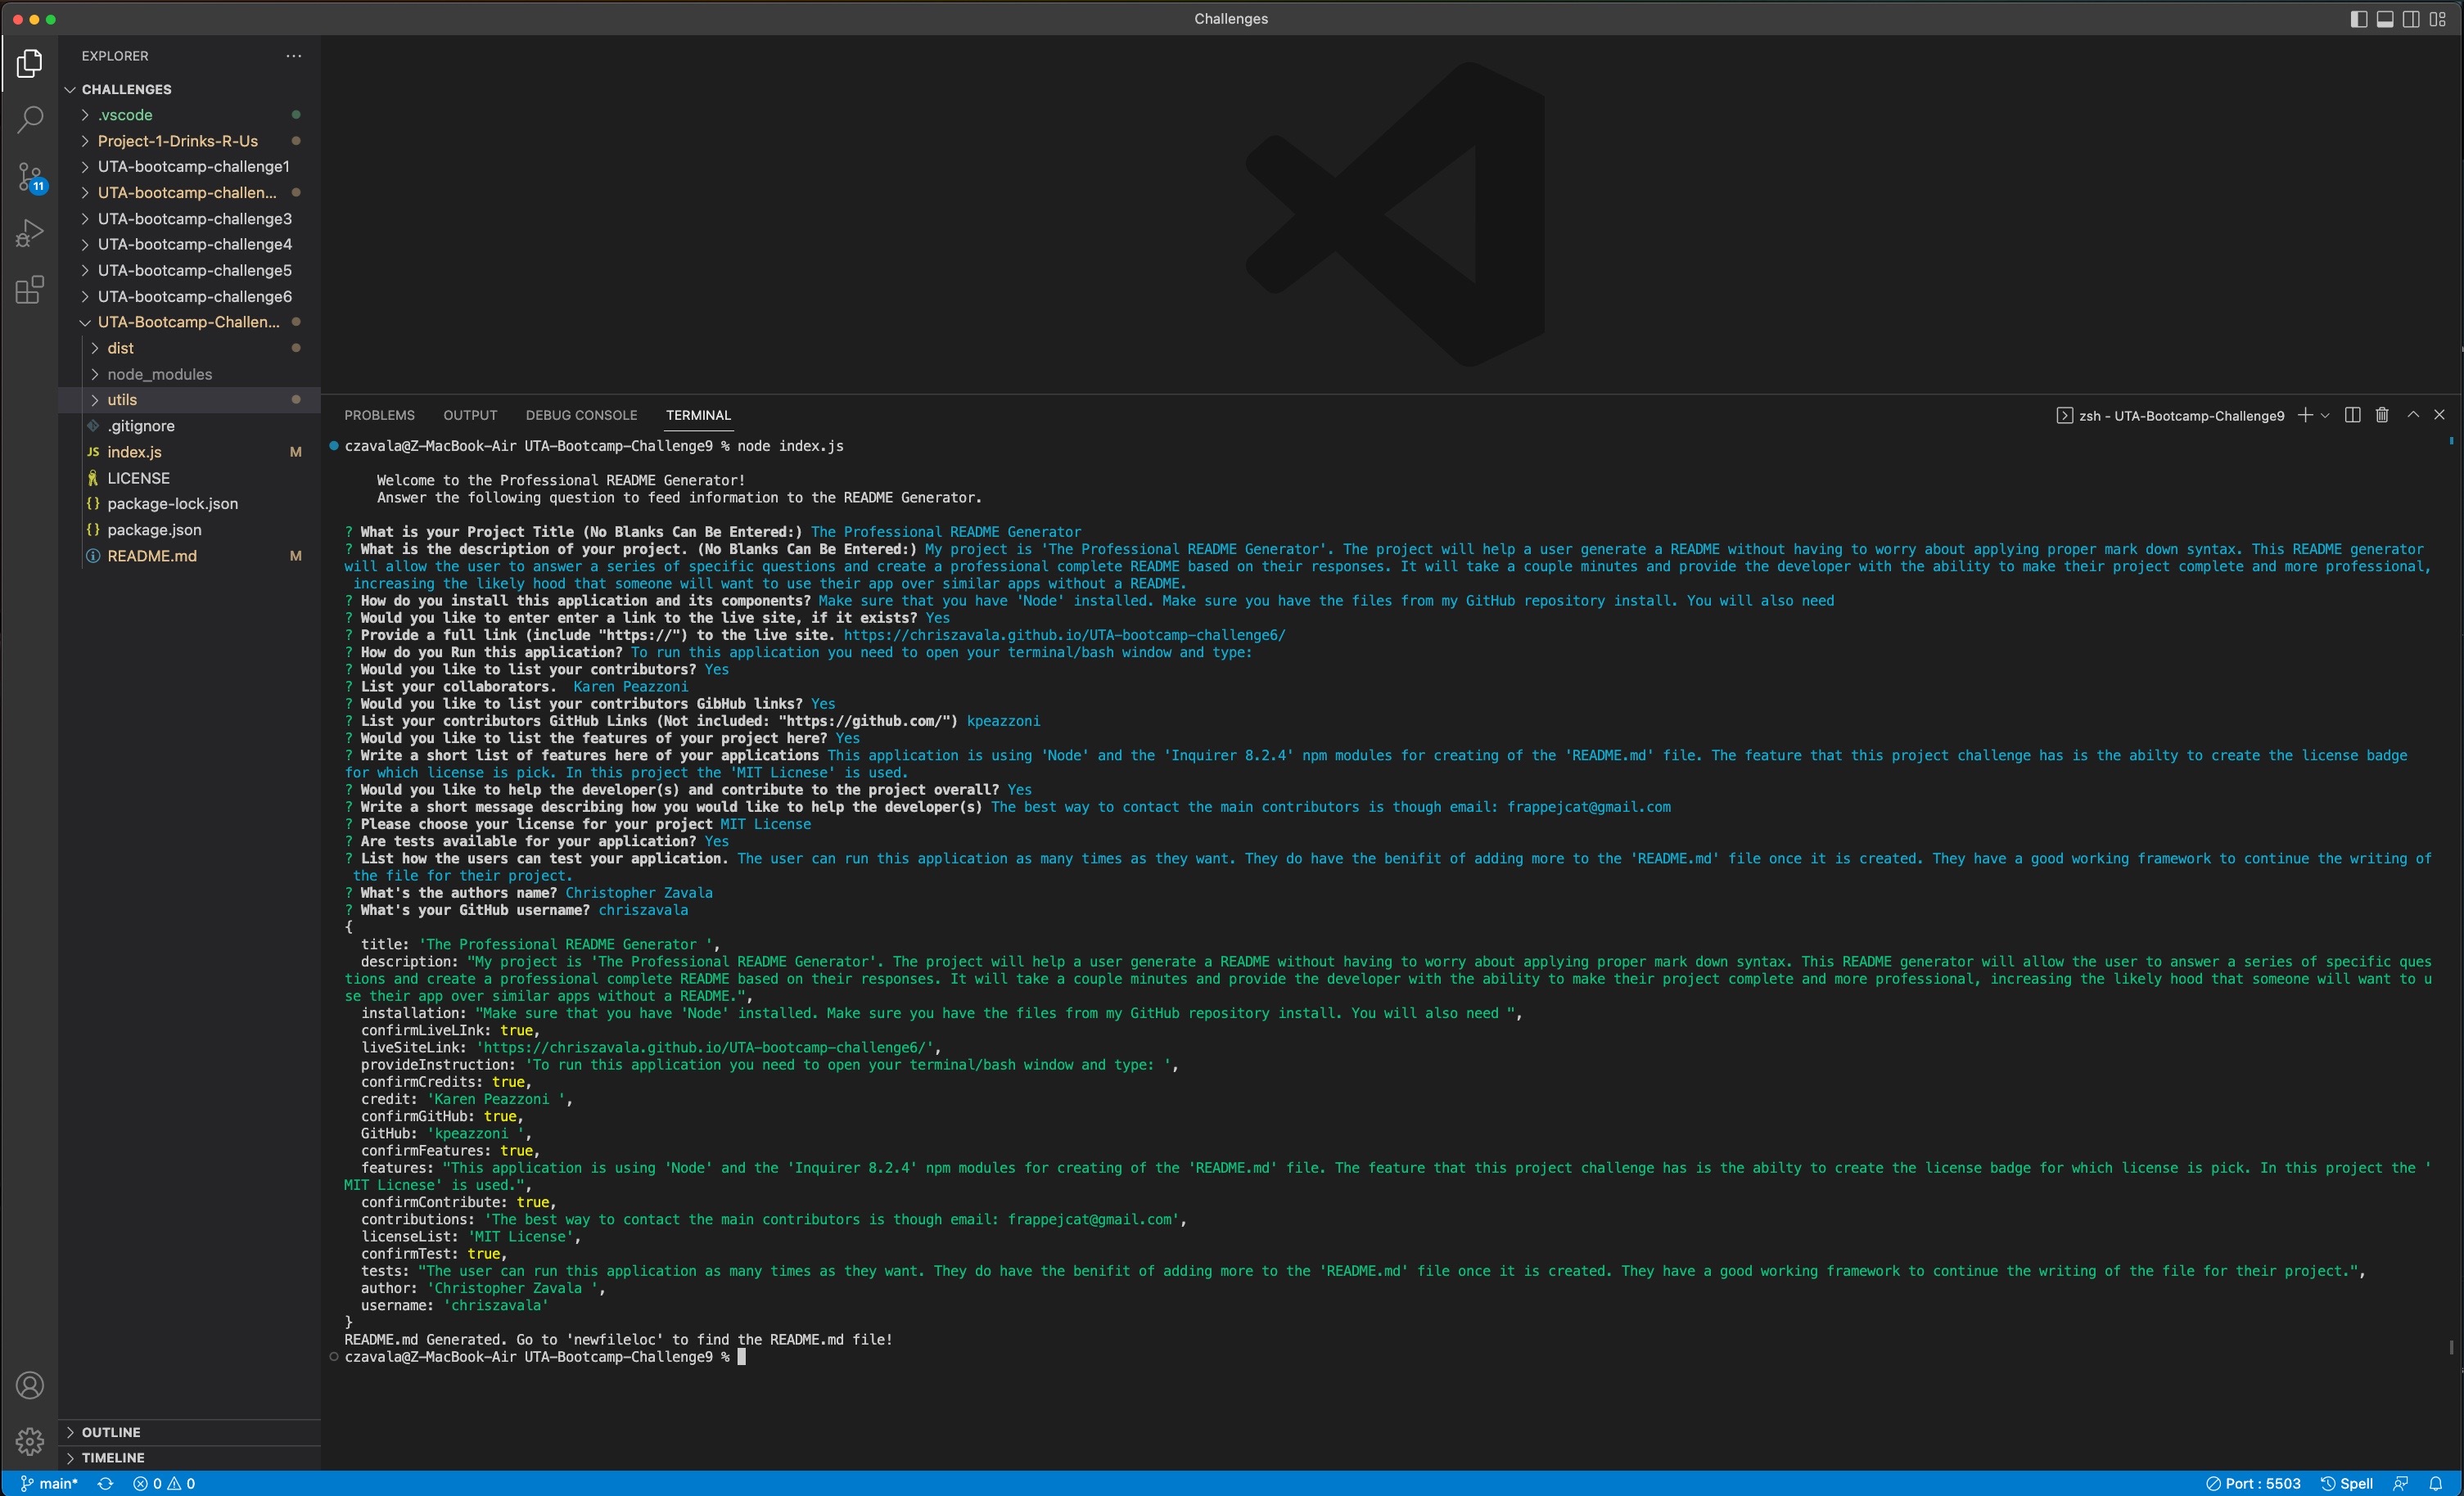 Challenges
EXPLORER
CHALLENGES
.vscode
Project-1-Drinks-R-Us
UTA-bootcamp-challenge1
UTA-bootcamp-challen...
UTA-bootcamp-challenge3
UTA-bootcamp-challenge4
UTA-bootcamp-challenge5
UTA-bootcamp-challenge6
UTA-Bootcamp-Challen...
dist
node_modules
utils
.gitignore
JS index.js M
LICENSE
{} package-lock.json
{} package.json
README.md M
11
OUTLINE
TIMELINE
PROBLEMS OUTPUT DEBUG CONSOLE TERMINAL
zsh - UTA-Bootcamp-Challenge9
czavala@Z-MacBook-Air UTA-Bootcamp-Challenge9 % node index.js
Welcome to the Professional README Generator!
Answer the following question to feed information to the README Generator.
? What is your Project Title (No Blanks Can Be Entered:) The Professional README Generator
? What is the description of your project. (No Blanks Can Be Entered:) My project is 'The Professional README Generator'. The project will help a user generate a README without having to worry about applying proper mark down syntax. This README generator
will allow the user to answer a series of specific questions and create a professional complete README based on their responses. It will take a couple minutes and provide the developer with the ability to make their project complete and more professional,
increasing the likely hood that someone will want to use their app over similar apps without a README.
? How do you install this application and its components? Make sure that you have 'Node' installed. Make sure you have the files from my GitHub repository install. You will also need
? Would you like to enter enter a link to the live site, if it exists? Yes
? Provide a full link (include "https://") to the live site. https://chriszavala.github.io/UTA-bootcamp-challenge6/
? How do you Run this application? To run this application you need to open your terminal/bash window and type:
? Would you like to list your contributors? Yes
? List your collaborators. Karen Peazzoni
? Would you like to list your contributors GibHub links? Yes
? List your contributors GitHub Links (Not included: "https://github.com/") kpeazzoni
? Would you like to list the features of your project here? Yes
? Write a short list of features here of your applications This application is using 'Node' and the 'Inquirer 8.2.4' npm modules for creating of the 'README.md' file. The feature that this project challenge has is the abilty to create the license badge
for which license is pick. In this project the 'MIT Licnese' is used.
? Would you like to help the developer(s) and contribute to the project overall? Yes
? Write a short message describing how you would like to help the developer(s) The best way to contact the main contributors is though email: frappejcat@gmail.com
? Please choose your license for your project MIT License
? Are tests available for your application? Yes
? List how the users can test your application. The user can run this application as many times as they want. They do have the benifit of adding more to the 'README.md' file once it is created. They have a good working framework to continue the writing of
the file for their project.
? What's the authors name? Christopher Zavala
? What's your GitHub username? chriszavala
{
title: 'The Professional README Generator ',
description: "My project is 'The Professional README Generator'. The project will help a user generate a README without having to worry about applying proper mark down syntax. This README generator will allow the user to answer a series of specific ques
tions and create a professional complete README based on their responses. It will take a couple minutes and provide the developer with the ability to make their project complete and more professional, increasing the likely hood that someone will want to u
se their app over similar apps without a README.",
installation: "Make sure that you have 'Node' installed. Make sure you have the files from my GitHub repository install. You will also need ",
confirmLiveLInk: true,
liveSiteLink: 'https://chriszavala.github.io/UTA-bootcamp-challenge6/',
provideInstruction: 'To run this application you need to open your terminal/bash window and type: ',
confirmCredits: true,
credit: 'Karen Peazzoni ',
confirmGitHub: true,
GitHub: 'kpeazzoni ',
confirmFeatures: true,
features: "This application is using 'Node' and the 'Inquirer 8.2.4' npm modules for creating of the 'README.md' file. The feature that this project challenge has is the abilty to create the license badge for which license is pick. In this project the '
MIT Licnese' is used.",
confirmContribute: true,
contributions: 'The best way to contact the main contributors is though email: frappejcat@gmail.com',
licenseList: 'MIT License',
confirmTest: true,
tests: "The user can run this application as many times as they want. They do have the benifit of adding more to the 'README.md' file once it is created. They have a good working framework to continue the writing of the file for their project.",
author: 'Christopher Zavala ',
username: 'chriszavala'
}
README.md Generated. Go to 'newfileloc' to find the README.md file!
czavala@Z-MacBook-Air UTA-Bootcamp-Challenge9 %
main* 0 0 Port : 5503 Spell